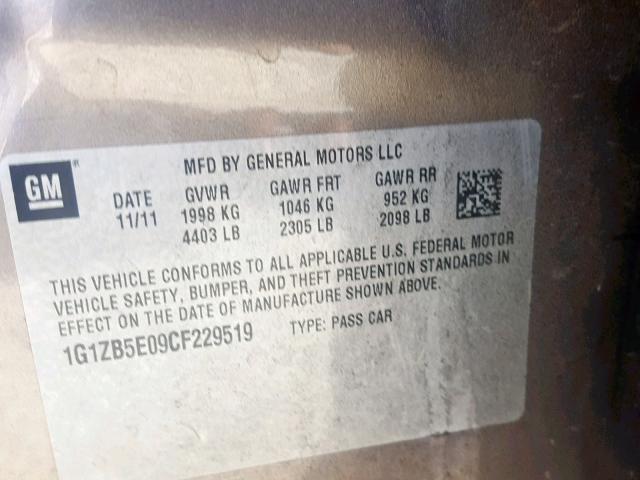 MFD BY GENERAL MOTORS LLC
GM
DATE GVWR GAWR FRT GAWR RR
11/11 1998 KG 1046 KG 952 KG
4403 LB 2305 LB 2098 LB
THIS VEHICLE CONFORMS TO ALL APPLICABLE U.S. FEDERAL MOTOR
VEHICLE SAFETY, BUMPER, AND THEFT PREVENTION STANDARDS IN
EFFECT ON THE DATE OF MANUFACTURE SHOWN ABOVE.
1G1ZB5E09CF229519 TYPE: PASS CAR